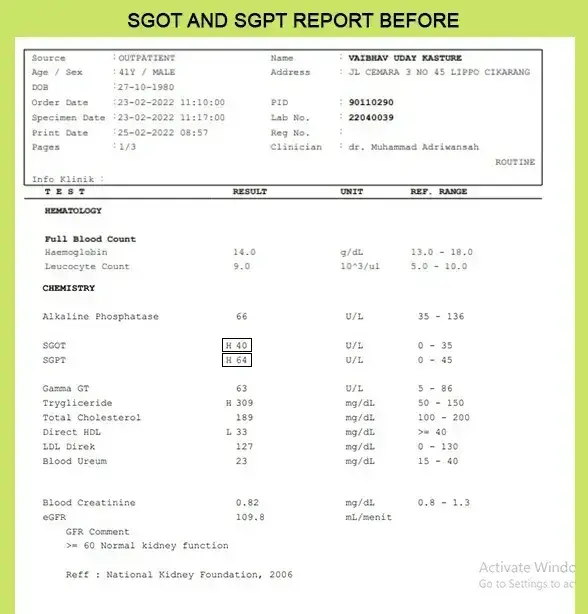 SGOT AND SGPT REPORT BEFORE
Source : OUTPATIENT Name : VAIBHAV UDAY KASTURE
Age / Sex : 41Y / MALE Address : JL CEMARA 3 NO 45 LIPPO CIKARANG
DOB : 27-10-1980
Order Date : 23-02-2022 11:10:00 PID : 90110290
Specimen Date : 23-02-2022 11:17:00 Lab No. : 22040039
Print Date : 25-02-2022 08:57 Reg No. :
Pages : 1/3 Clinician : dr. Muhammad Adriwansah
ROUTINE
Info Klinik :
T E S T RESULT UNIT REF. RANGE
HEMATOLOGY
Full Blood Count
Haemoglobin 14.0 g/dL 13.0 - 18.0
Leucocyte Count 9.0 10^3/ul 5.0 - 10.0
CHEMISTRY
Alkaline Phosphatase 66 U/L 35 - 136
SGOT H 40 U/L 0 - 35
SGPT H 64 U/L 0 - 45
Gamma GT 63 U/L 5 - 86
Trygliceride H 309 mg/dL 50 - 150
Total Cholesterol 189 mg/dL 100 - 200
Direct HDL L 33 mg/dL >= 40
LDL Direk 127 mg/dL 0 - 130
Blood Ureum 23 mg/dL 15 - 40
Blood Creatinine 0.82 mg/dL 0.8 - 1.3
eGFR 109.8 mL/menit
GFR Comment
>= 60 Normal kidney function
Reff : National Kidney Foundation, 2006
Activate Windo
Go to Settings to ac